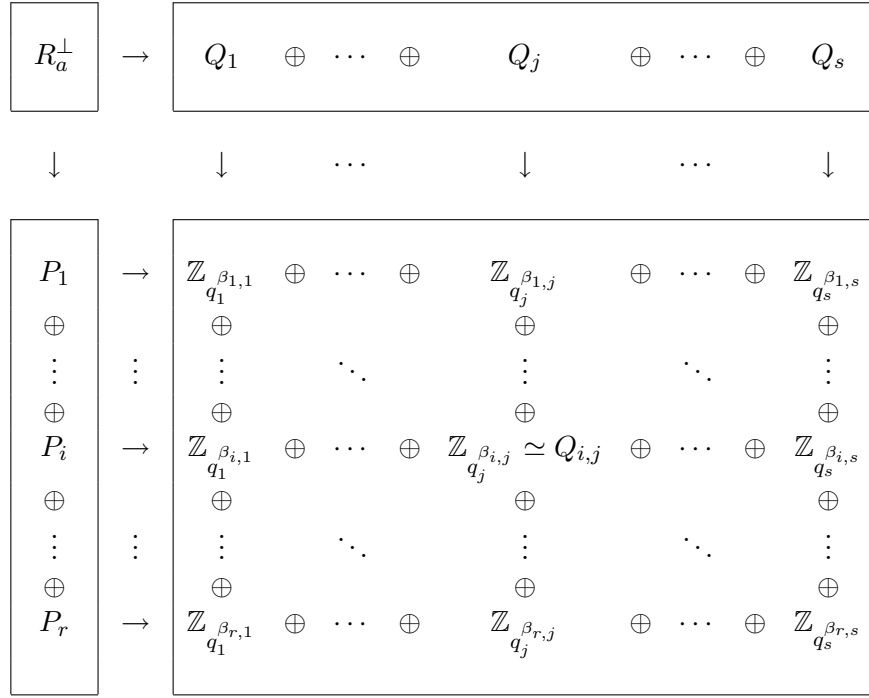 R_a^⊥ → Q_1 ⊕ ⋯ ⊕ Q_j ⊕ ⋯ ⊕ Q_s
↓ ↓ ⋯ ↓ ⋯ ↓
P_1 → ℤ_{q_1^{β_{1,1}}} ⊕ ⋯ ⊕ ℤ_{q_j^{β_{1,j}}} ⊕ ⋯ ⊕ ℤ_{q_s^{β_{1,s}}}
⊕ ⊕ ⊕ ⊕
⋮ ⋮ ⋮ ⋱ ⋮ ⋱ ⋮
⊕ ⊕ ⊕ ⊕
P_i → ℤ_{q_1^{β_{i,1}}} ⊕ ⋯ ⊕ ℤ_{q_j^{β_{i,j}}} ≃ Q_{i,j} ⊕ ⋯ ⊕ ℤ_{q_s^{β_{i,s}}}
⊕ ⊕ ⊕ ⊕
⋮ ⋮ ⋮ ⋱ ⋮ ⋱ ⋮
⊕ ⊕ ⊕ ⊕
P_r → ℤ_{q_1^{β_{r,1}}} ⊕ ⋯ ⊕ ℤ_{q_j^{β_{r,j}}} ⊕ ⋯ ⊕ ℤ_{q_s^{β_{r,s}}}